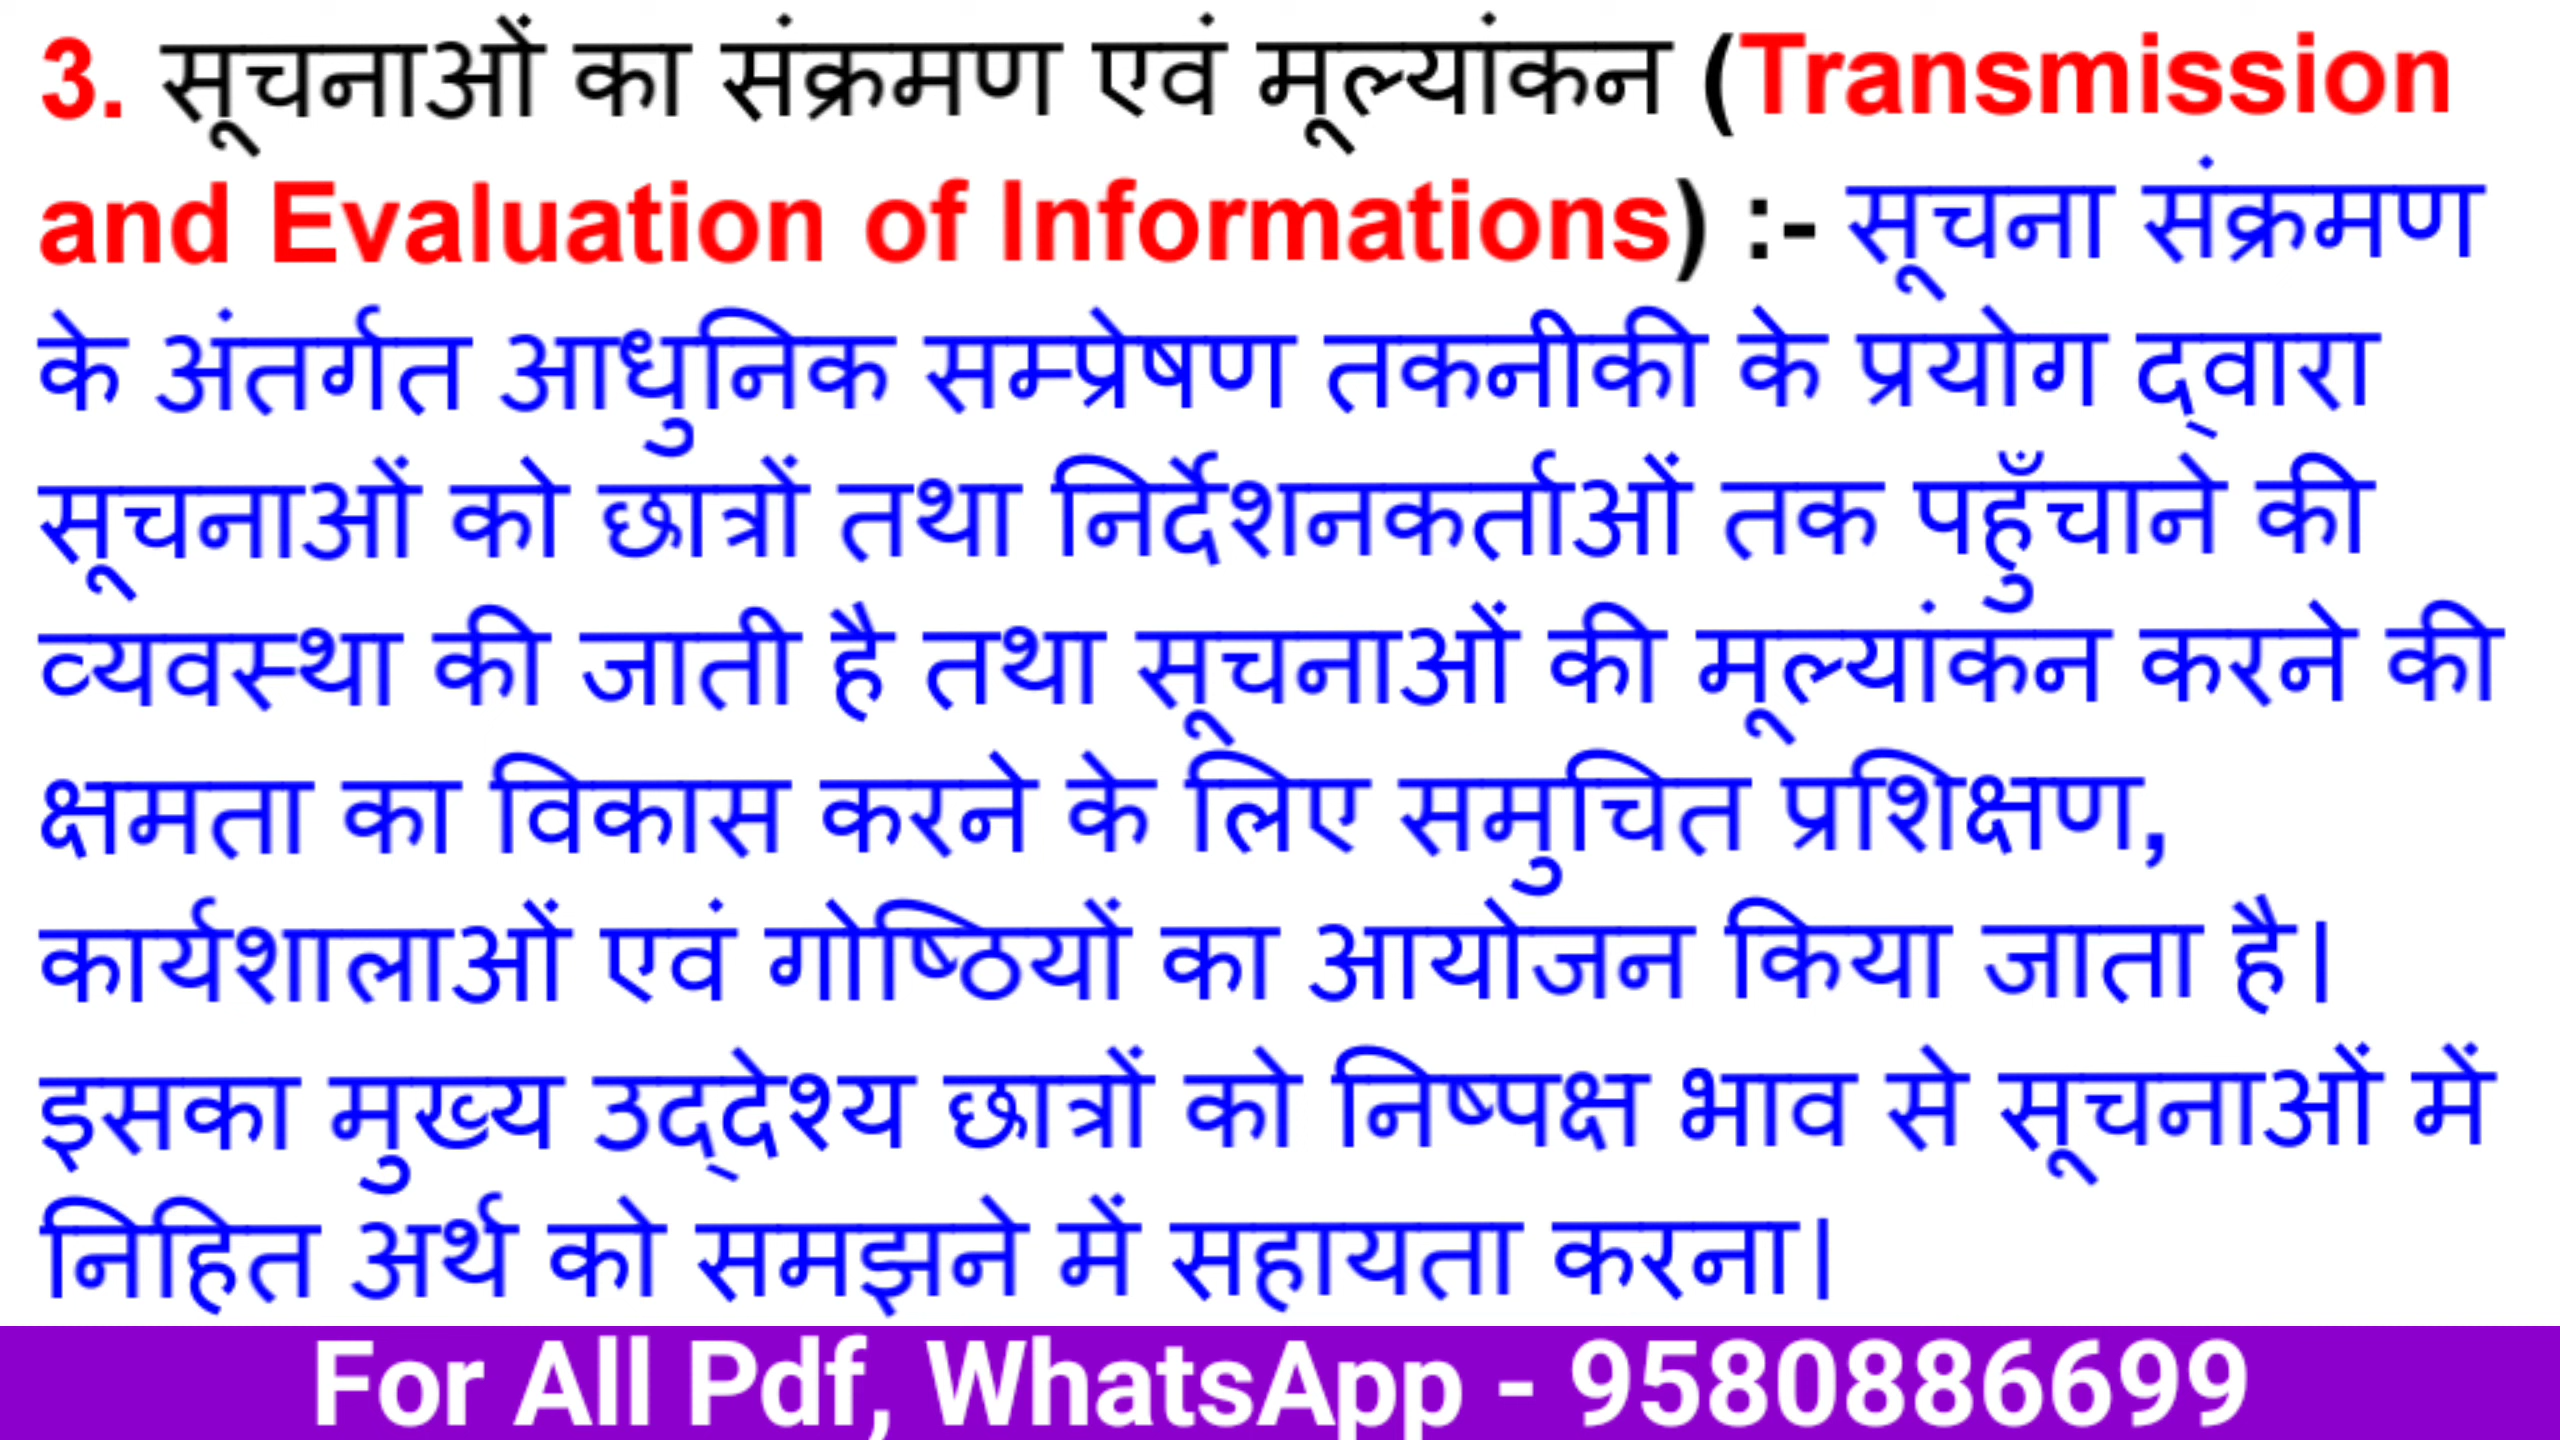 3. सूचनाओं का संक्रमण एवं मूल्यांकन (Transmission
and Evaluation of Informations) :- सूचना संक्रमण
के अंतर्गत आधुनिक सम्प्रेषण तकनीकी के प्रयोग द्वारा
सूचनाओं को छात्रों तथा निर्देशनकर्ताओं तक पहुँचाने की
व्यवस्था की जाती है तथा सूचनाओं की मूल्यांकन करने की
क्षमता का विकास करने के लिए समुचित प्रशिक्षण,
कार्यशालाओं एवं गोष्ठियों का आयोजन किया जाता है।
इसका मुख्य उद्देश्य छात्रों को निष्पक्ष भाव से सूचनाओं में
निहित अर्थ को समझने में सहायता करना।
For All Pdf, WhatsApp - 9580886699